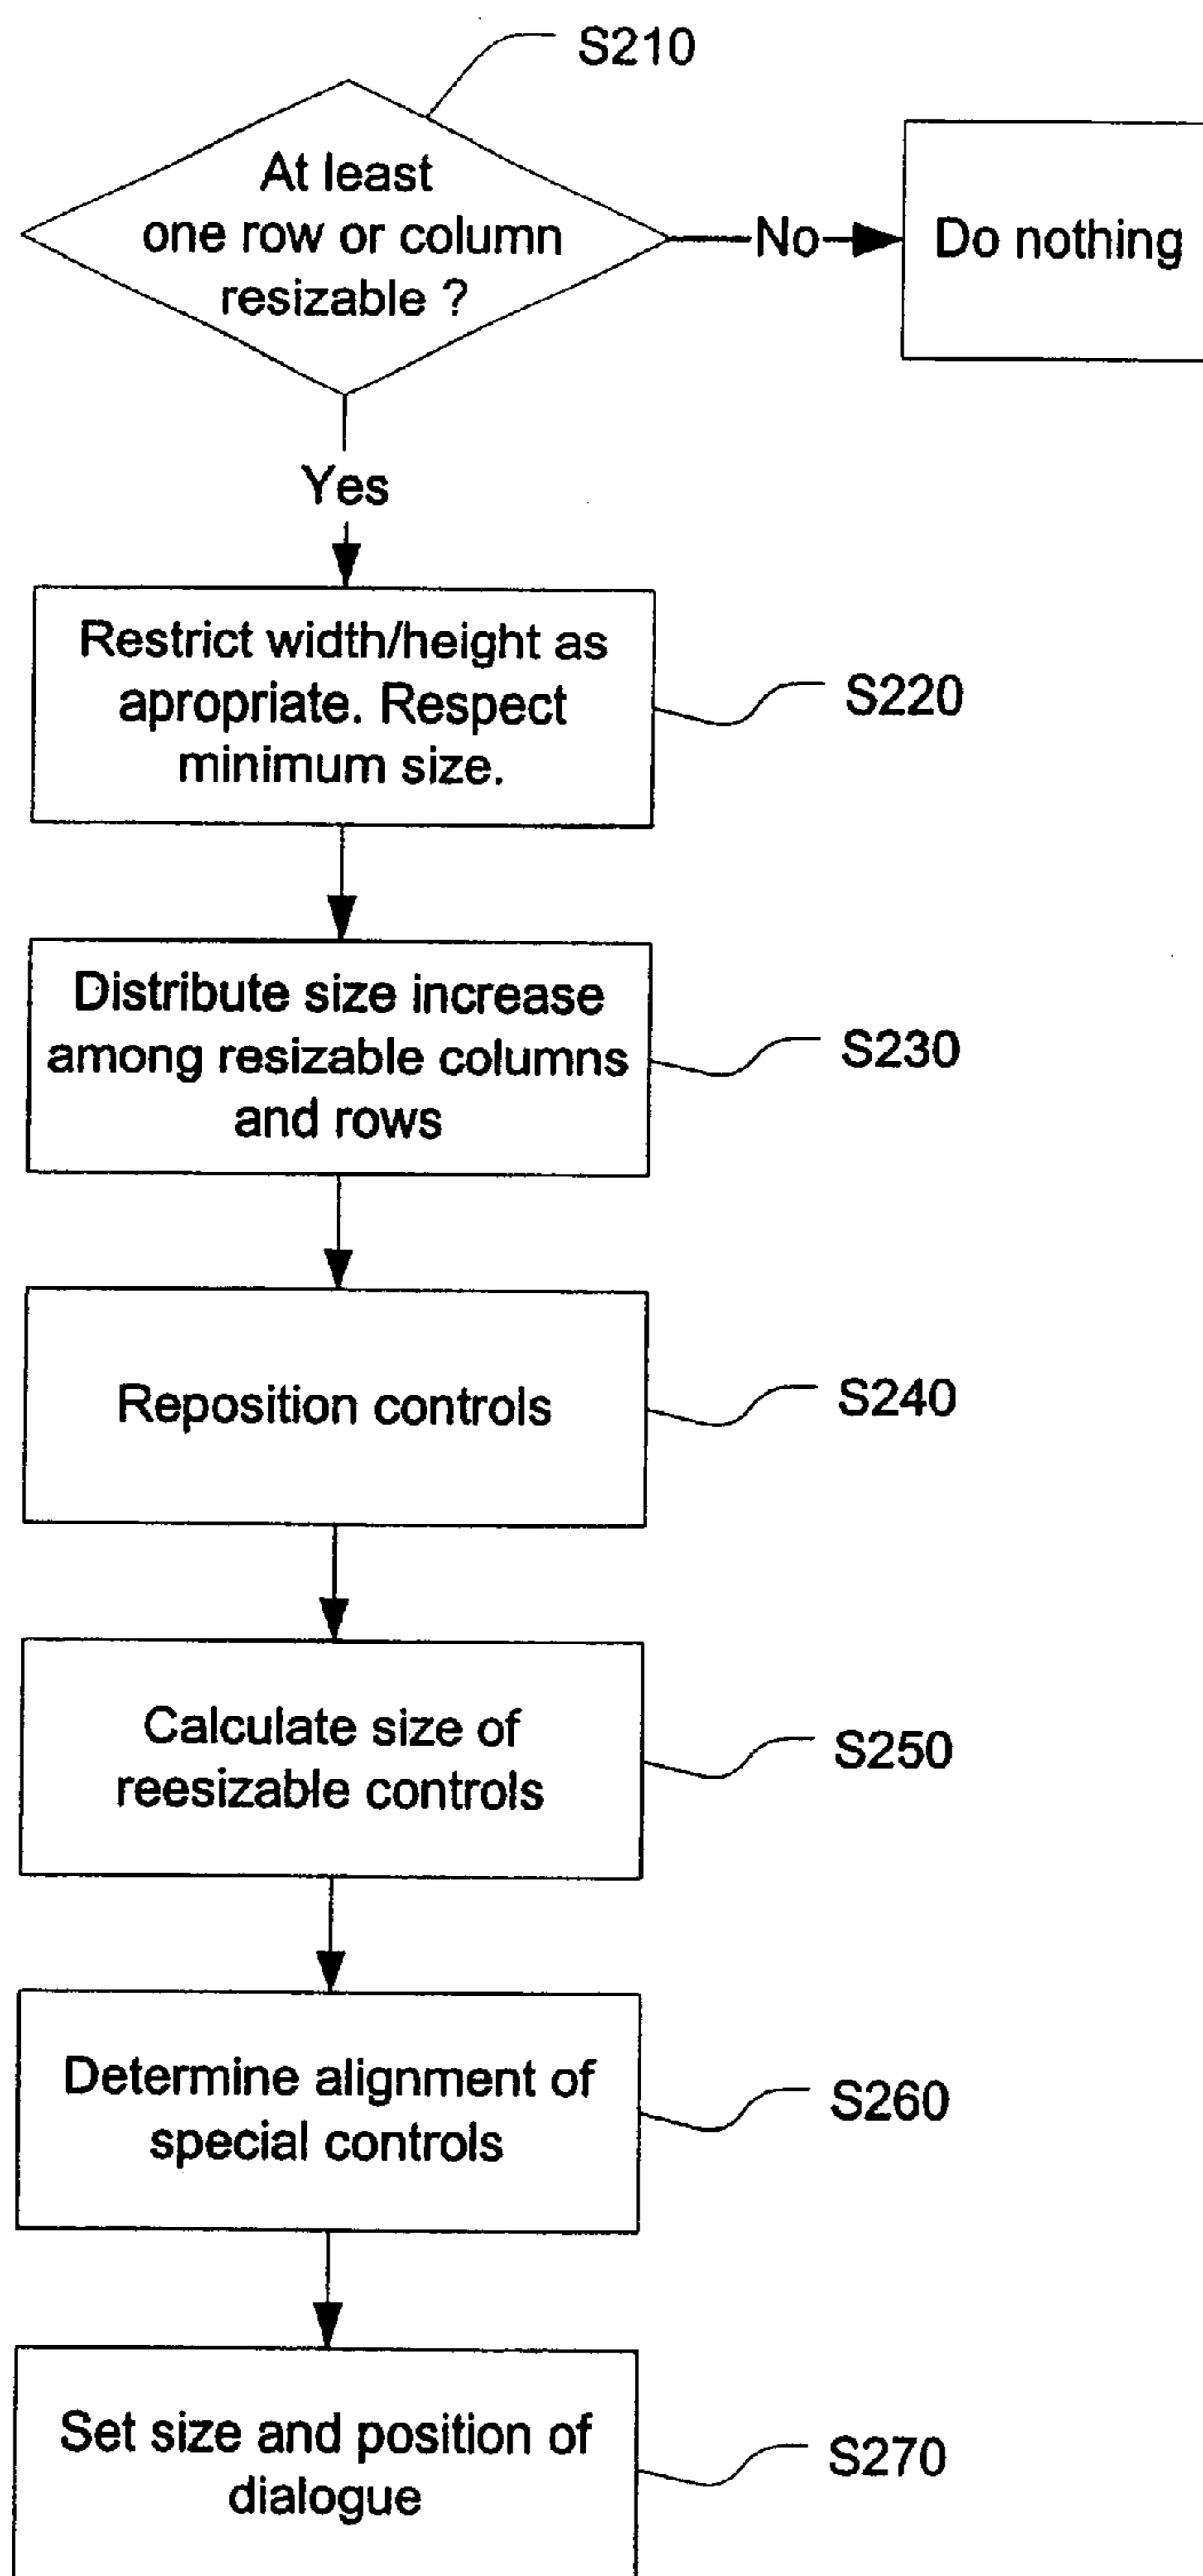 S210
At least
one row or column
resizable ?
No
Do nothing
Yes
Restrict width/height as
apropriate. Respect
minimum size.
S220
Distribute size increase
among resizable columns
and rows
S230
Reposition controls
S240
Calculate size of
reesizable controls
S250
Determine alignment of
special controls
S260
Set size and position of
dialogue
S270